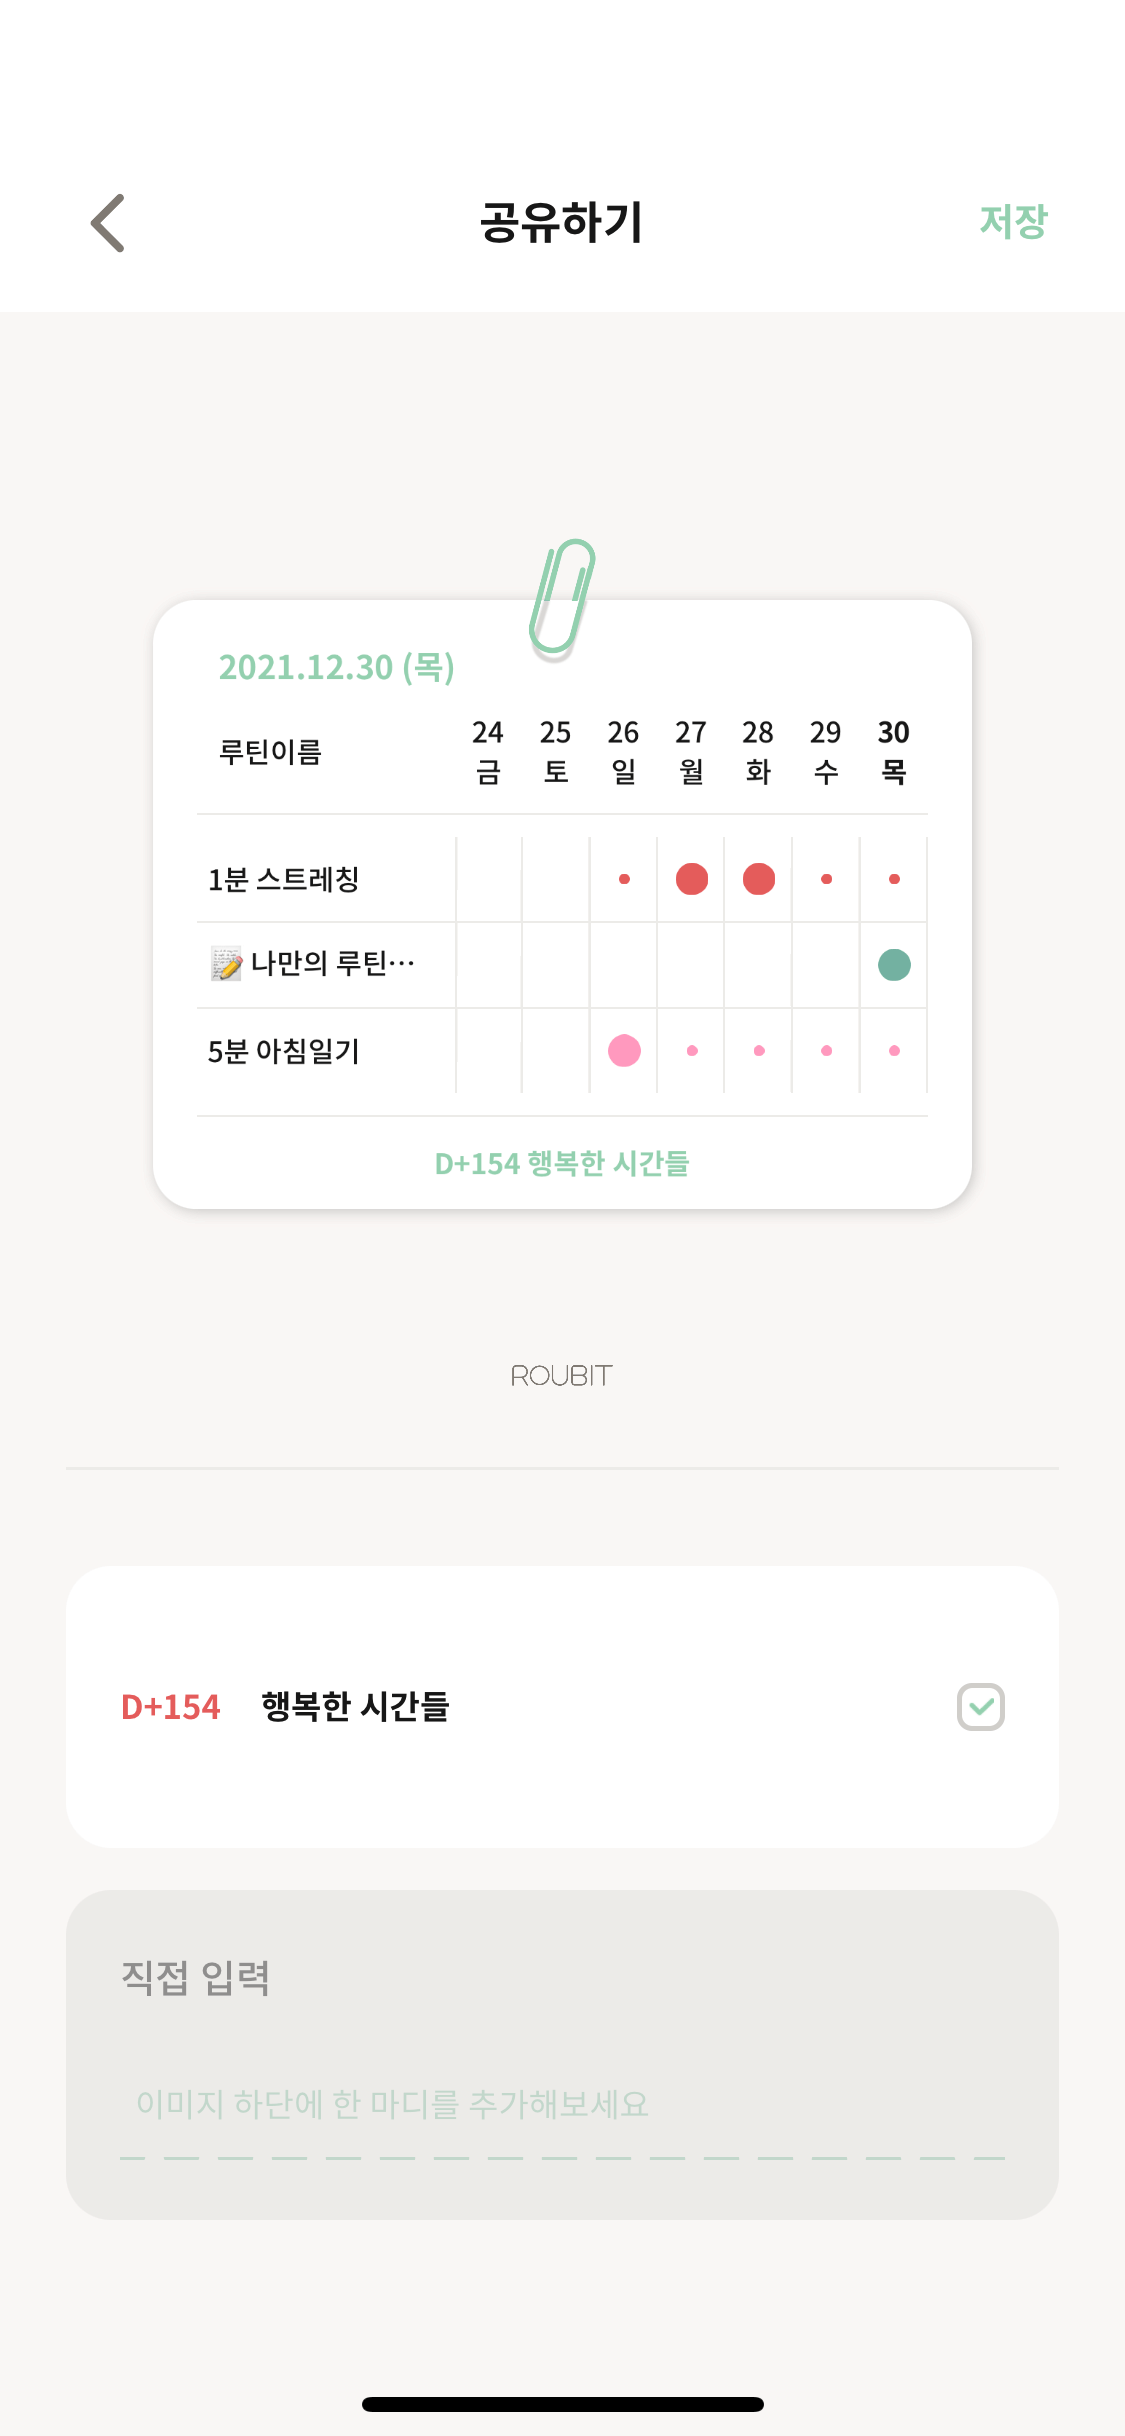 공유하기
저장
2021.12.30 (목)
루틴이름
24 25 26 27 28 29 30
금 토 일 월 화 수 목
1분 스트레칭
나만의 루틴…
5분 아침일기
D+154 행복한 시간들
ROUBIT
D+154 행복한 시간들
직접 입력
이미지 하단에 한 마디를 추가해보세요